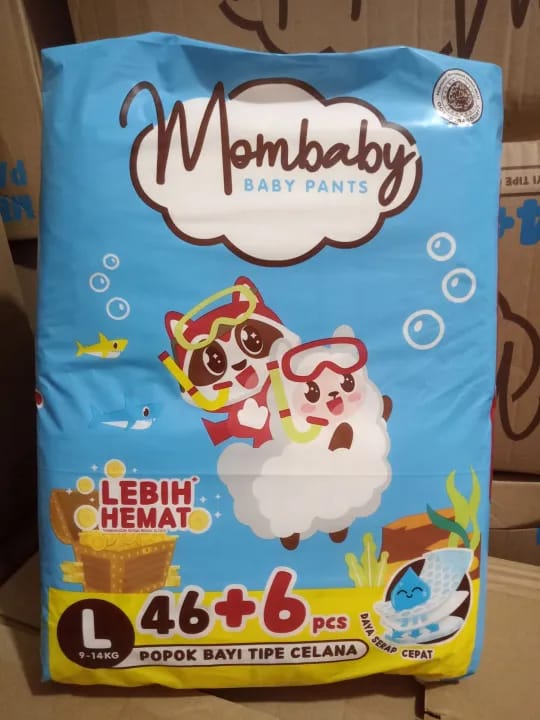 Mombaby
BABY PANTS
LEBIH
HEMAT
46+6 pcs
L
9-14KG
POPOK BAYI TIPE CELANA
DAYA SERAP CEPAT